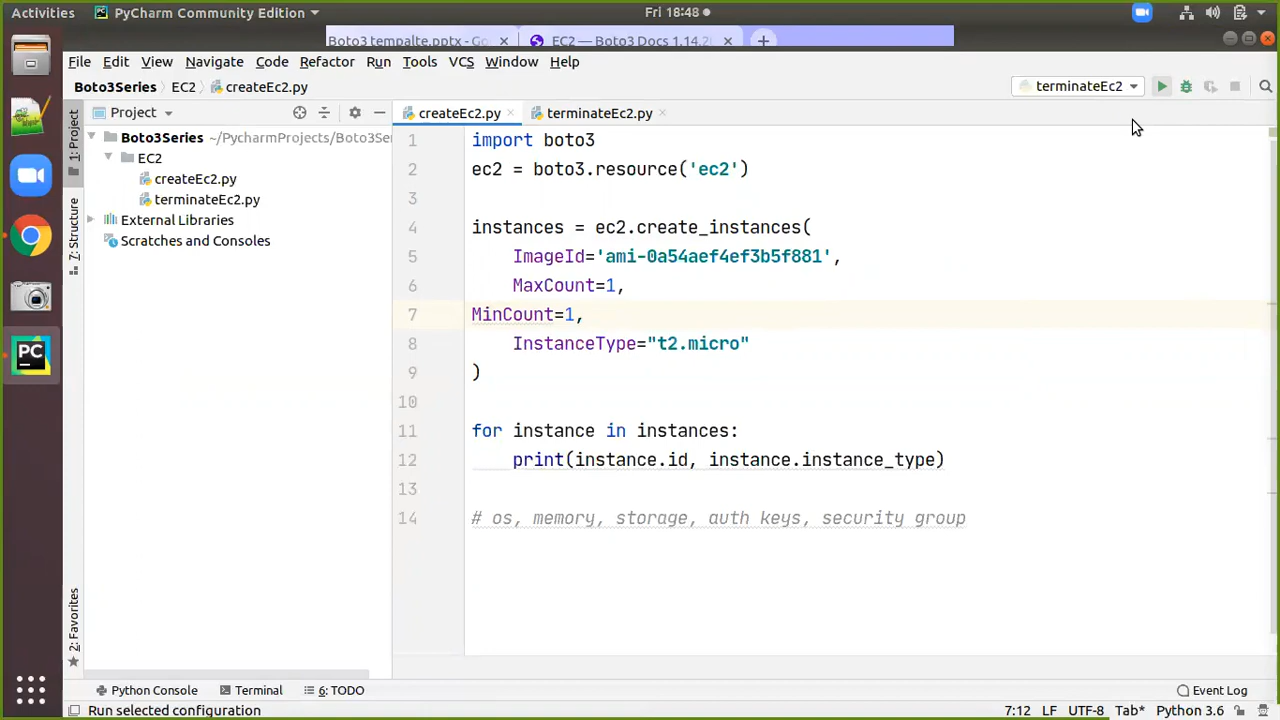 Activities PyCharm Community Edition Fri 18:48
Boto3 tempalte.pptx - Go EC2 — Boto3 Docs 1.14.2
File Edit View Navigate Code Refactor Run Tools VCS Window Help
Boto3Series EC2 createEc2.py terminateEc2
Project createEc2.py terminateEc2.py
1: Project
7: Structure
2: Favorites
Boto3Series ~/PycharmProjects/Boto3Se
EC2
createEc2.py
terminateEc2.py
External Libraries
Scratches and Consoles
1 import boto3
2 ec2 = boto3.resource('ec2')
3
4 instances = ec2.create_instances(
5 ImageId='ami-0a54aef4ef3b5f881',
6 MaxCount=1,
7 MinCount=1,
8 InstanceType="t2.micro"
9 )
10
11 for instance in instances:
12 print(instance.id, instance.instance_type)
13
14 # os, memory, storage, auth keys, security group
Python Console Terminal 6: TODO Event Log
Run selected configuration 7:12 LF UTF-8 Tab* Python 3.6
PC